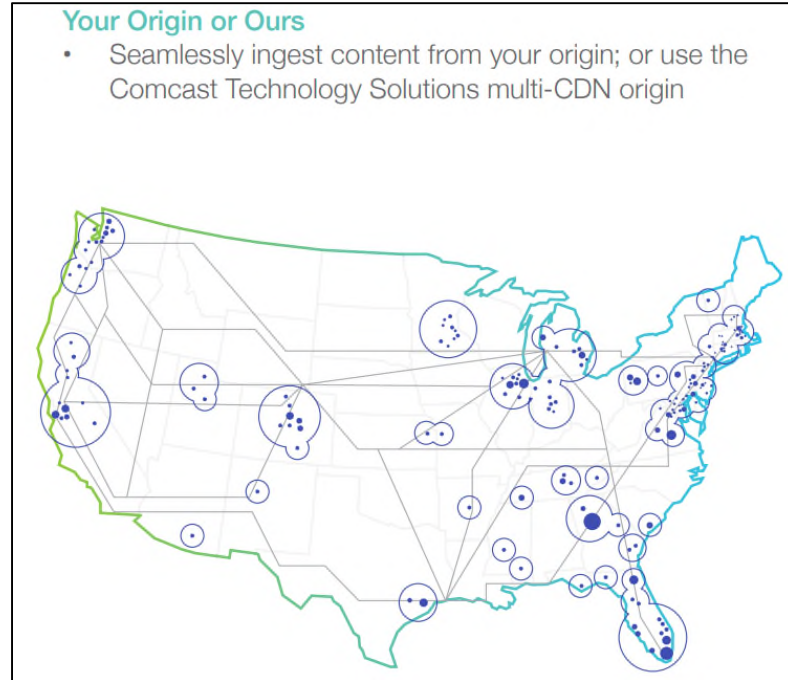 Your Origin or Ours
• Seamlessly ingest content from your origin; or use the
Comcast Technology Solutions multi-CDN origin